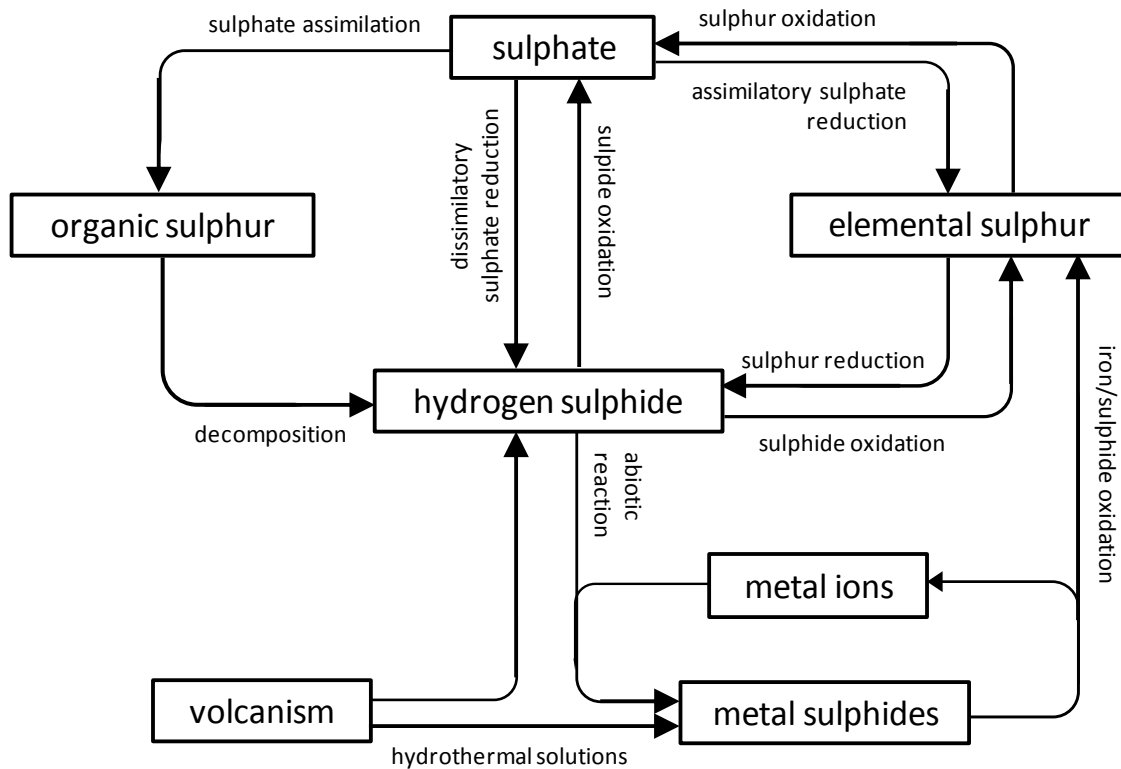 sulphate assimilation
sulphate
sulphur oxidation
assimilatory sulphate
reduction
dissimilatory
sulphate reduction
sulpide oxidation
organic sulphur
elemental sulphur
sulphur reduction
hydrogen sulphide
decomposition
sulphide oxidation
iron/sulphide oxidation
abiotic
reaction
metal ions
volcanism
metal sulphides
hydrothermal solutions